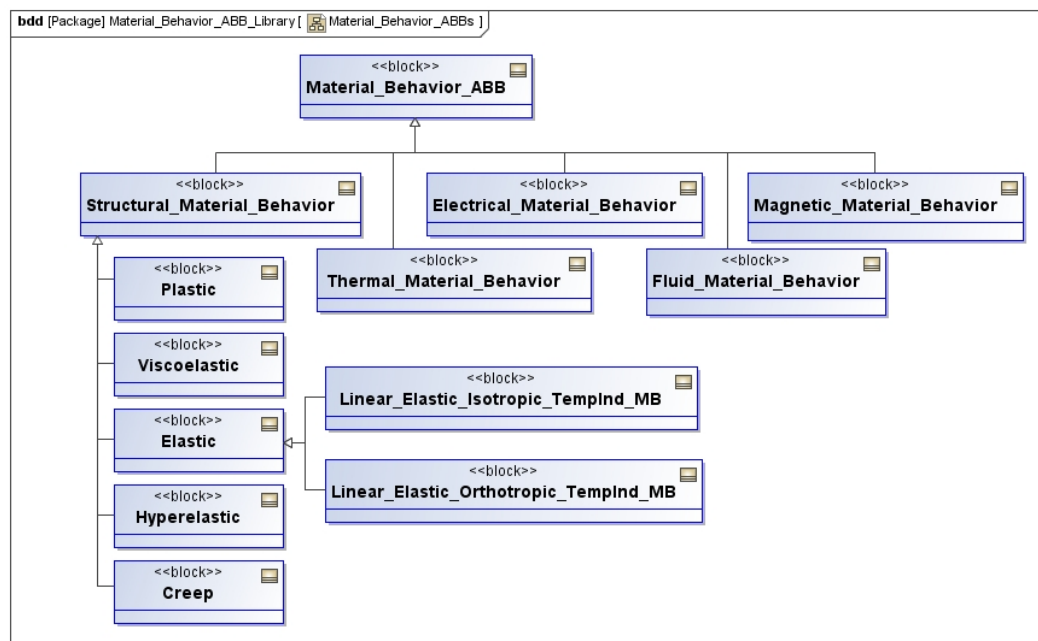 bdd [Package] Material_Behavior_ABB_Library [ Material_Behavior_ABBs ]
<<block>>
Material_Behavior_ABB
<<block>>
Structural_Material_Behavior
<<block>>
Electrical_Material_Behavior
<<block>>
Magnetic_Material_Behavior
<<block>>
Thermal_Material_Behavior
<<block>>
Fluid_Material_Behavior
<<block>>
Plastic
<<block>>
Viscoelastic
<<block>>
Elastic
<<block>>
Hyperelastic
<<block>>
Creep
<<block>>
Linear_Elastic_Isotropic_TempInd_MB
<<block>>
Linear_Elastic_Orthotropic_TempInd_MB